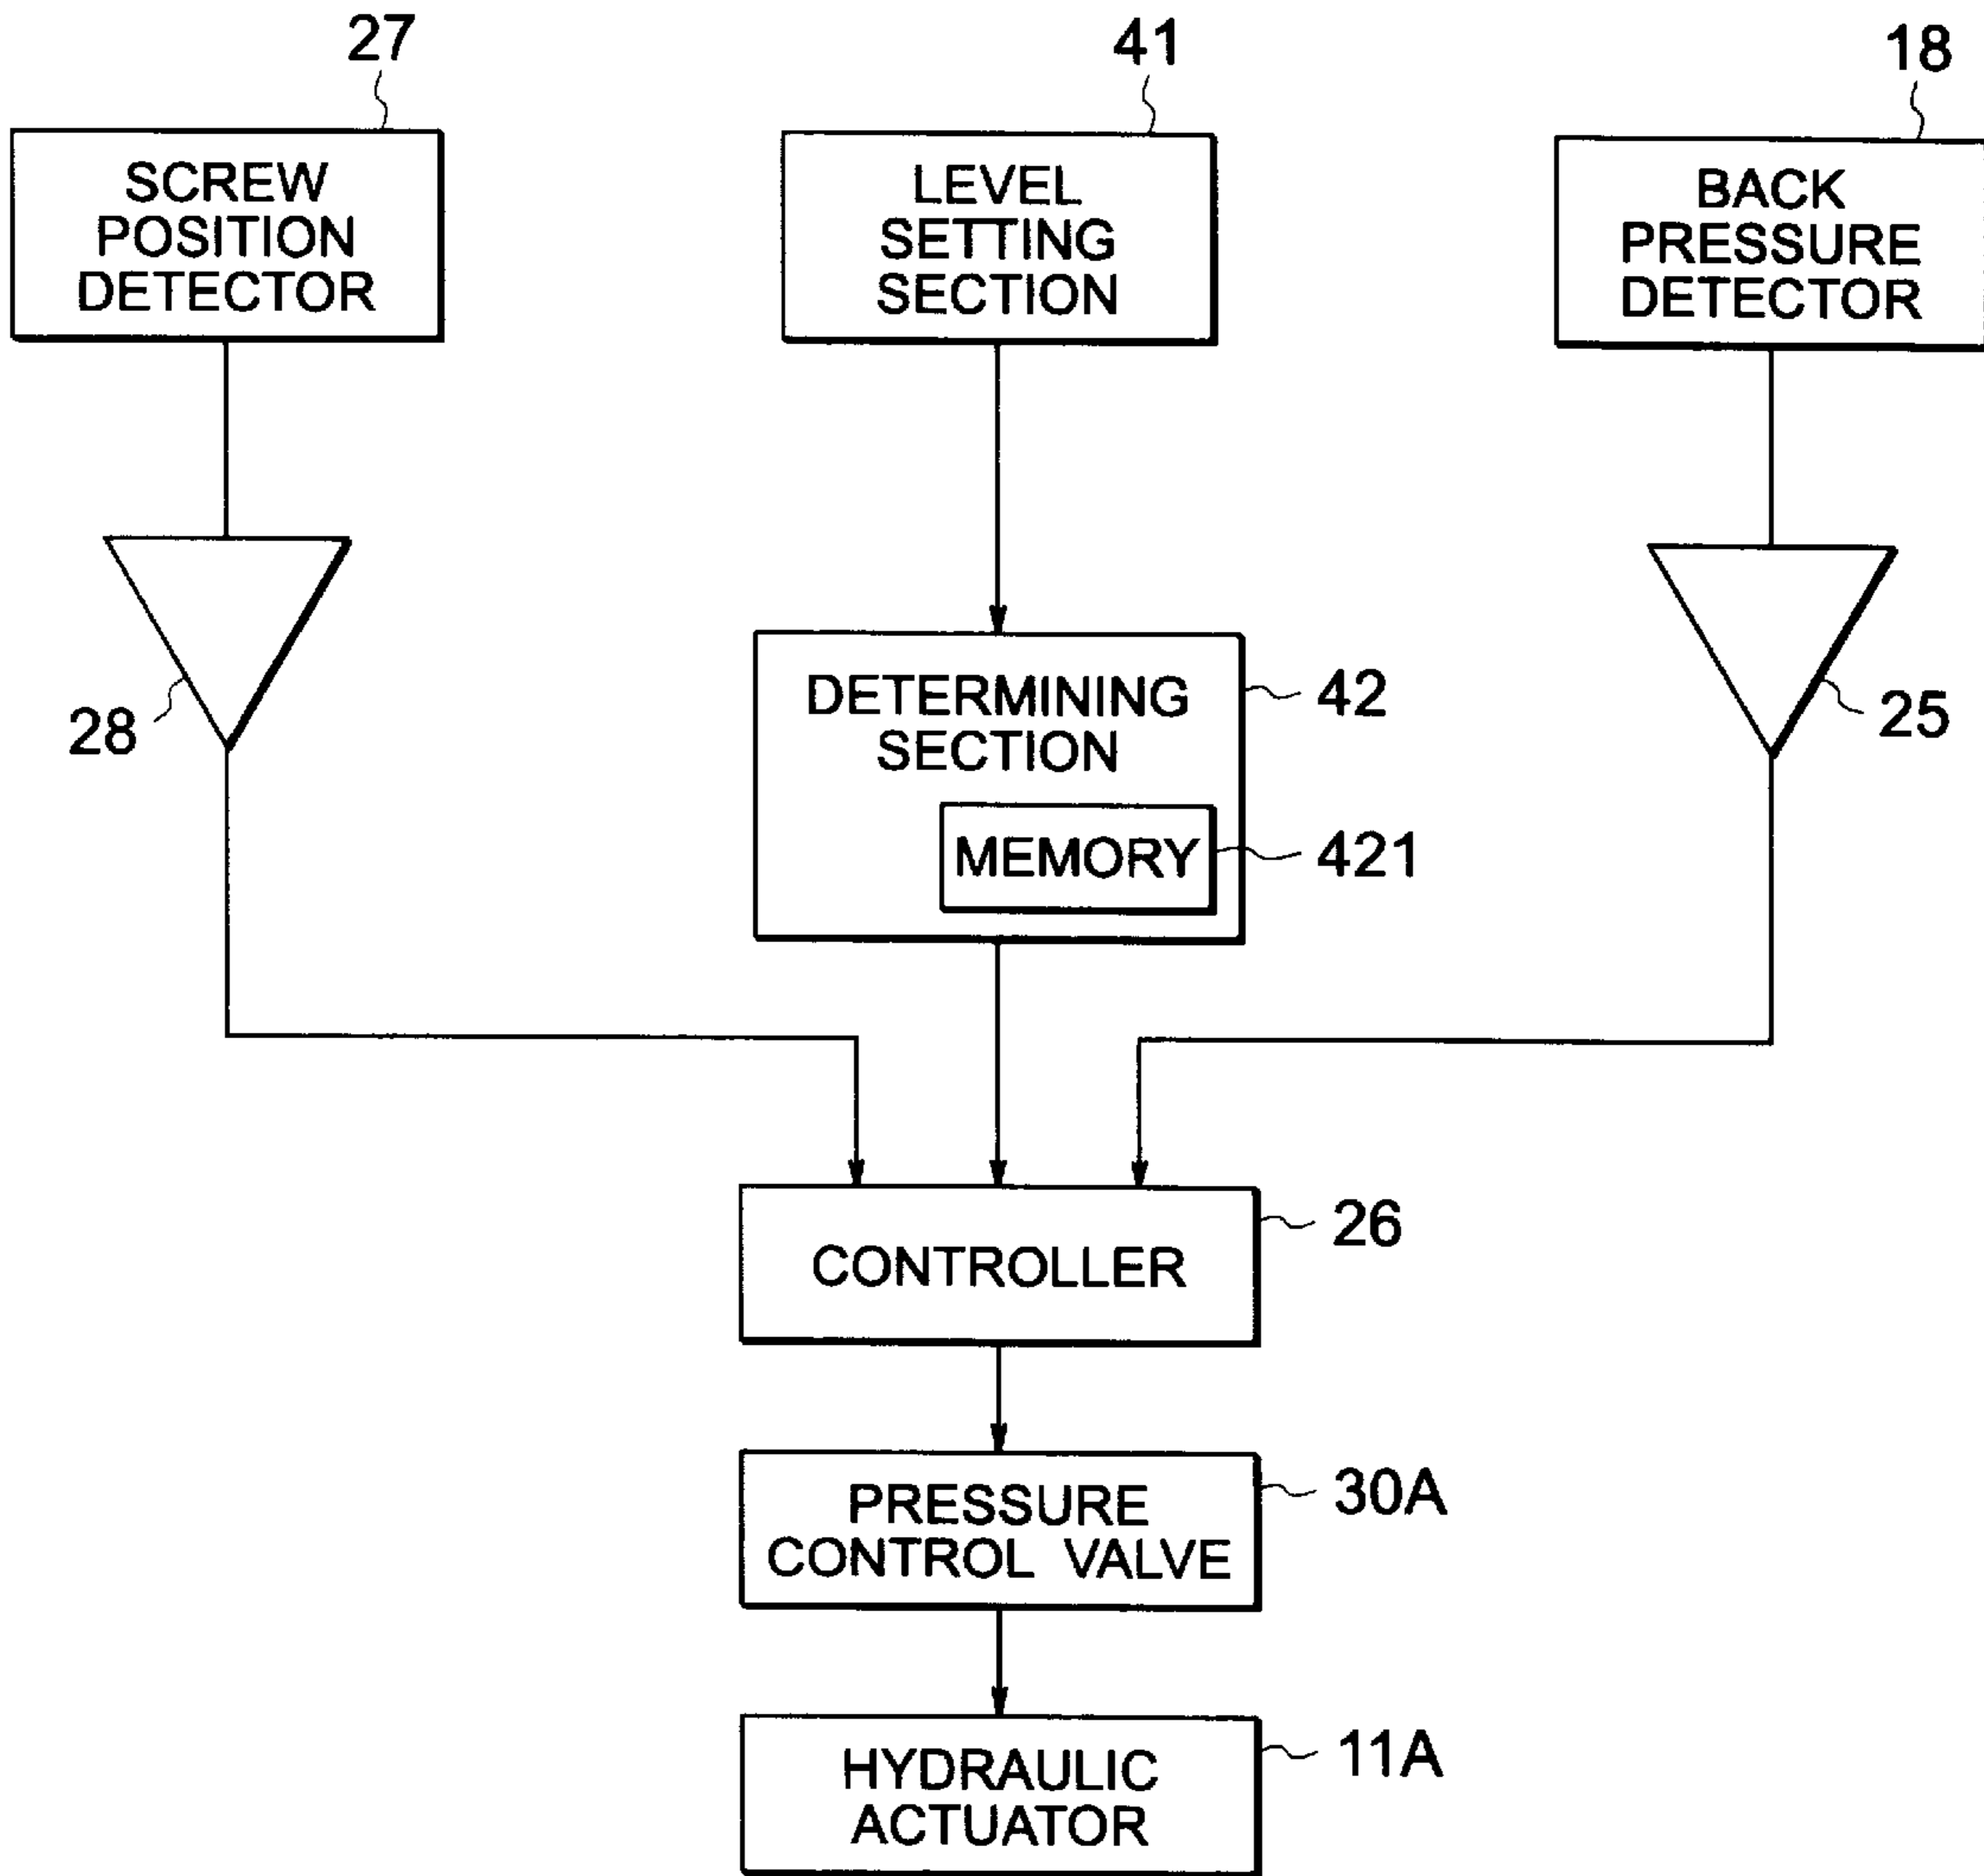 27
41
18
SCREW
POSITION
DETECTOR
LEVEL
SETTING
SECTION
BACK
PRESSURE
DETECTOR
28
DETERMINING
SECTION
42
25
MEMORY
421
CONTROLLER
26
PRESSURE
CONTROL VALVE
30A
HYDRAULIC
ACTUATOR
11A